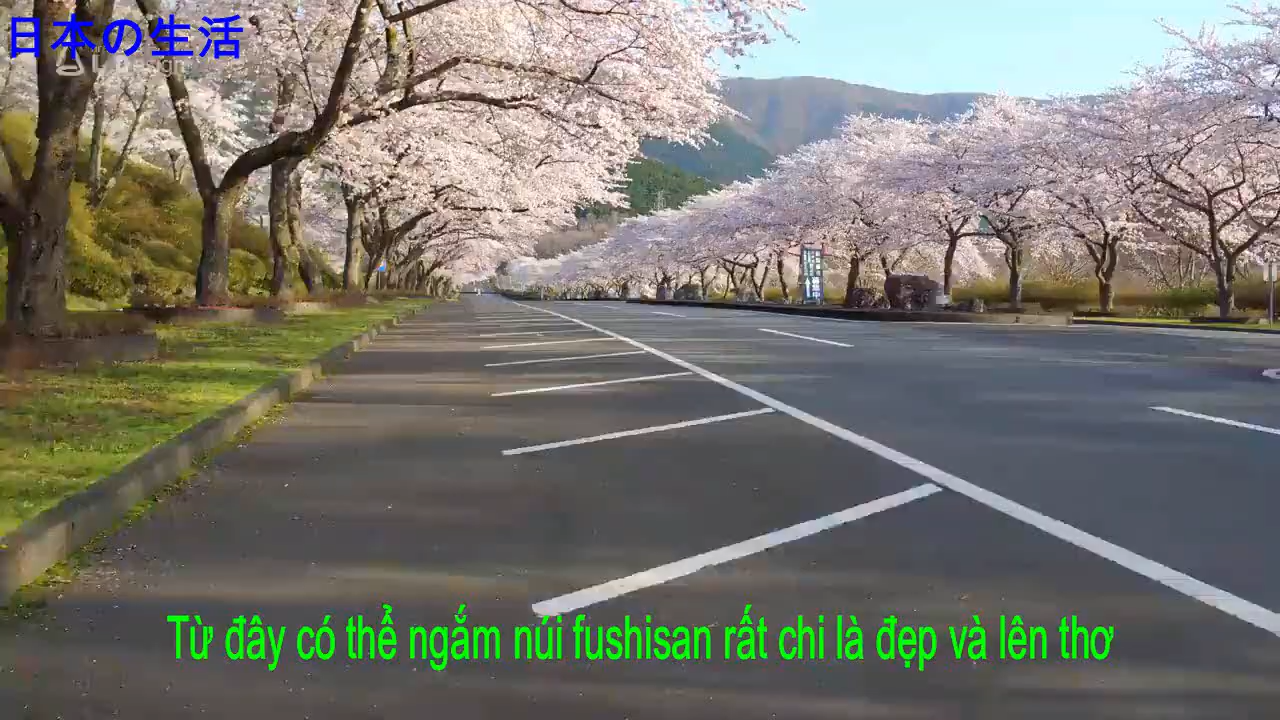 日本の生活
L Design
Từ đây có thể ngắm núi fushisan rất chi là đẹp và lên thơ